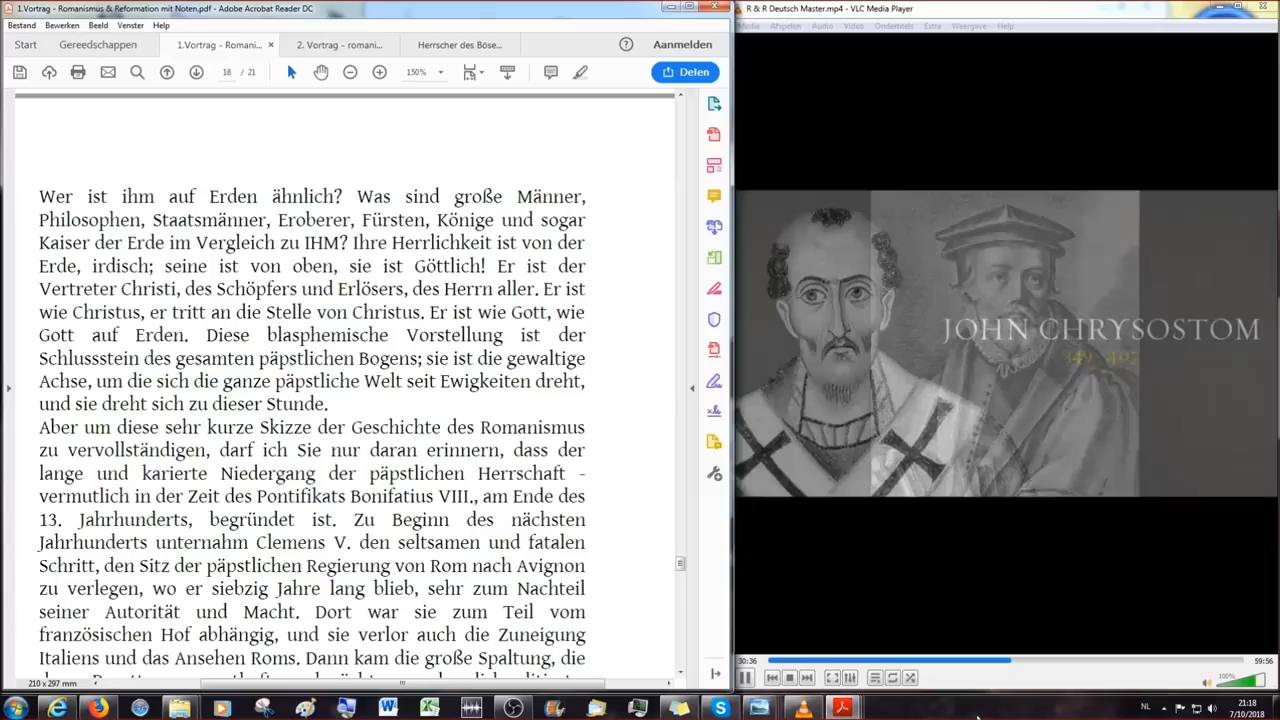 1.Vortrag - Romanismus & Reformation mit Noten.pdf - Adobe Acrobat Reader DC
Bestand Bewerken Beeld Venster Help
Start Gereedschappen 1.Vortrag - Romani... × 2. Vortrag - romani... Herrscher des Böse... Aanmelden
18 / 21 150% Delen
Wer ist ihm auf Erden ähnlich? Was sind große Männer,
Philosophen, Staatsmänner, Eroberer, Fürsten, Könige und sogar
Kaiser der Erde im Vergleich zu IHM? Ihre Herrlichkeit ist von der
Erde, irdisch; seine ist von oben, sie ist Göttlich! Er ist der
Vertreter Christi, des Schöpfers und Erlösers, des Herrn aller. Er ist
wie Christus, er tritt an die Stelle von Christus. Er ist wie Gott, wie
Gott auf Erden. Diese blasphemische Vorstellung ist der
Schlussstein des gesamten päpstlichen Bogens; sie ist die gewaltige
Achse, um die sich die ganze päpstliche Welt seit Ewigkeiten dreht,
und sie dreht sich zu dieser Stunde.
Aber um diese sehr kurze Skizze der Geschichte des Romanismus
zu vervollständigen, darf ich Sie nur daran erinnern, dass der
lange und karierte Niedergang der päpstlichen Herrschaft -
vermutlich in der Zeit des Pontifikats Bonifatius VIII., am Ende des
13. Jahrhunderts, begründet ist. Zu Beginn des nächsten
Jahrhunderts unternahm Clemens V. den seltsamen und fatalen
Schritt, den Sitz der päpstlichen Regierung von Rom nach Avignon
zu verlegen, wo er siebzig Jahre lang blieb, sehr zum Nachteil
seiner Autorität und Macht. Dort war sie zum Teil vom
französischen Hof abhängig, und sie verlor auch die Zuneigung
Italiens und das Ansehen Roms. Dann kam die große Spaltung, die
210 x 297 mm
R & R Deutsch Master.mp4 - VLC Media Player
Media Afspelen Audio Video Ondertitels Extra Weergave Help
JOHN CHRYSOSTOM
349 - 407
30:36 59:56
100%
NL 21:18
7/10/2018